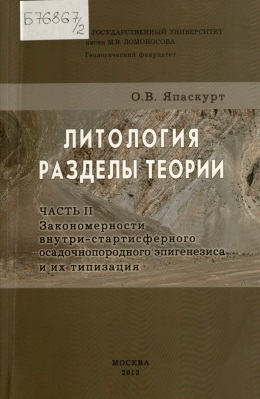 Б76867/2
ГОСУДАРСТВЕННЫЙ УНИВЕРСИТЕТ
имени М.В. ЛОМОНОСОВА
Геологический факультет
О.В. Япаскурт
ЛИТОЛОГИЯ
РАЗДЕЛЫ ТЕОРИИ
ЧАСТЬ II
Закономерности
внутри-стартисферного
осадочнопородного эпигенезиса
и их типизация
МОСКВА
2013